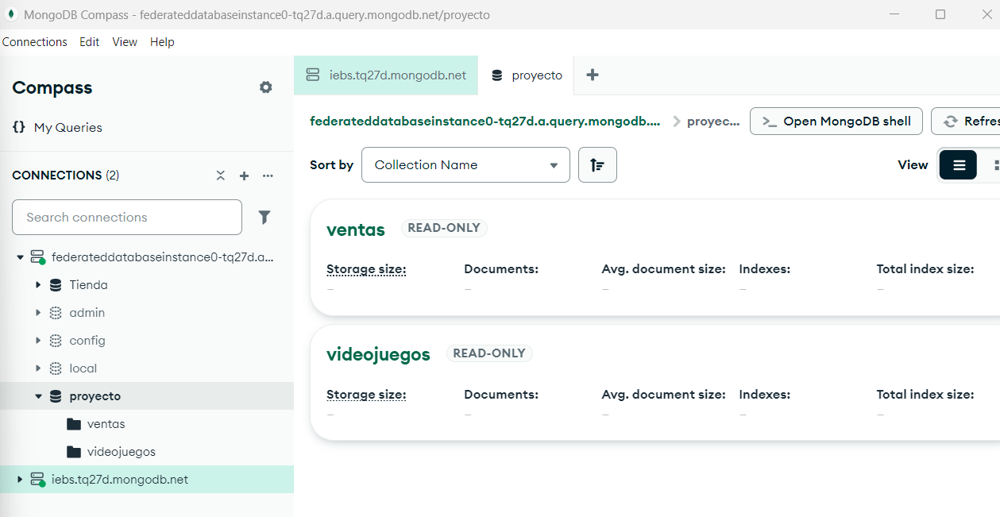 MongoDB Compass - federateddatabaseinstance0-tq27d.a.query.mongodb.net/proyecto
Connections Edit View Help
Compass
{} My Queries
CONNECTIONS (2)
Search connections
federateddatabaseinstance0-tq27d.a...
Tienda
admin
config
local
proyecto
ventas
videojuegos
iebs.tq27d.mongodb.net
iebs.tq27d.mongodb.net proyecto
federateddatabaseinstance0-tq27d.a.query.mongodb.... proyec... >_ Open MongoDB shell Refres
Sort by Collection Name View
ventas READ-ONLY
Storage size: Documents: Avg. document size: Indexes: Total index size:
– – – – –
videojuegos READ-ONLY
Storage size: Documents: Avg. document size: Indexes: Total index size:
– – – – –